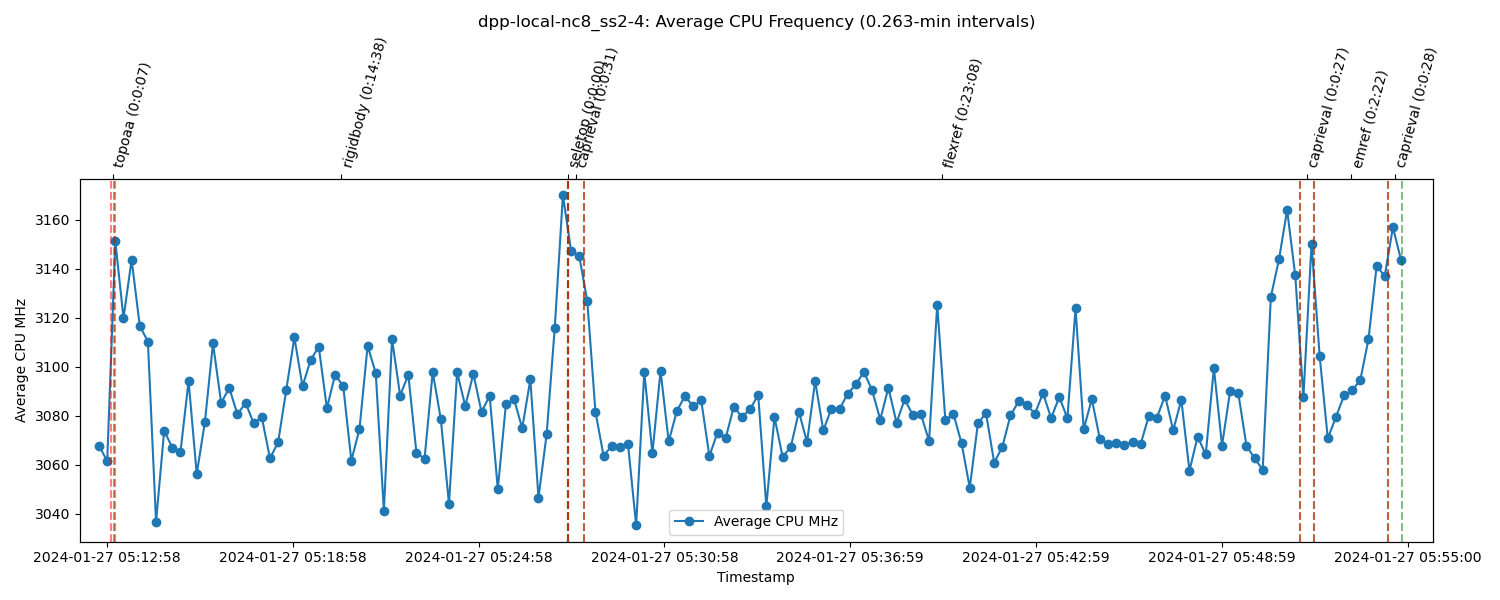 dpp-local-nc8_ss2-4: Average CPU Frequency (0.263-min intervals)
topoaa (0:0:07)
rigidbody (0:14:38)
seletop (0:0:00)
caprieval (0:0:31)
flexref (0:23:08)
caprieval (0:0:27)
emref (0:2:22)
caprieval (0:0:28)
Average CPU MHz
3160
3140
3120
3100
3080
3060
3040
Average CPU MHz
2024-01-27 05:12:58
2024-01-27 05:18:58
2024-01-27 05:24:58
2024-01-27 05:30:58
2024-01-27 05:36:59
2024-01-27 05:42:59
2024-01-27 05:48:59
2024-01-27 05:55:00
Timestamp